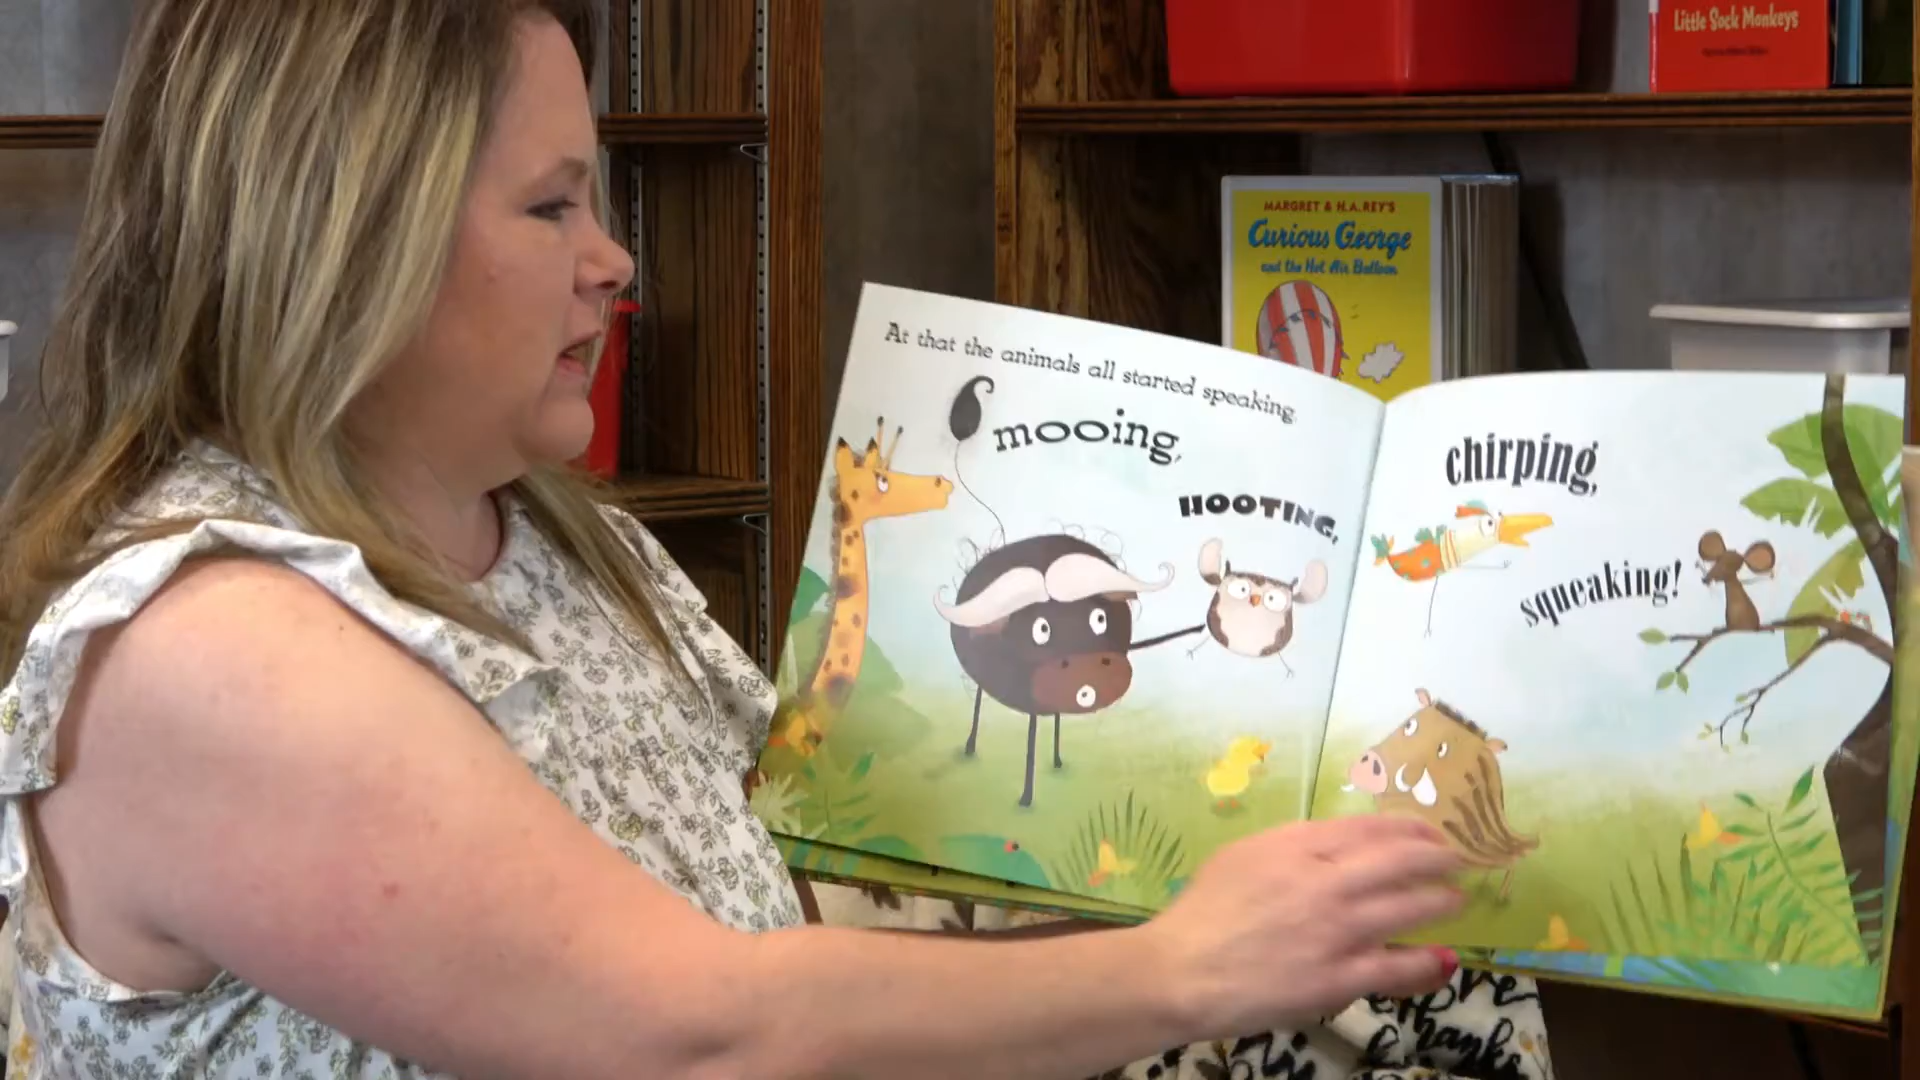 Little Sock Monkeys
MARGRET & H.A.REY'S
Curious George
and the Hot Air Balloon
At that the animals all started speaking,
mooing,
HOOTING,
chirping,
squeaking!
Thanks